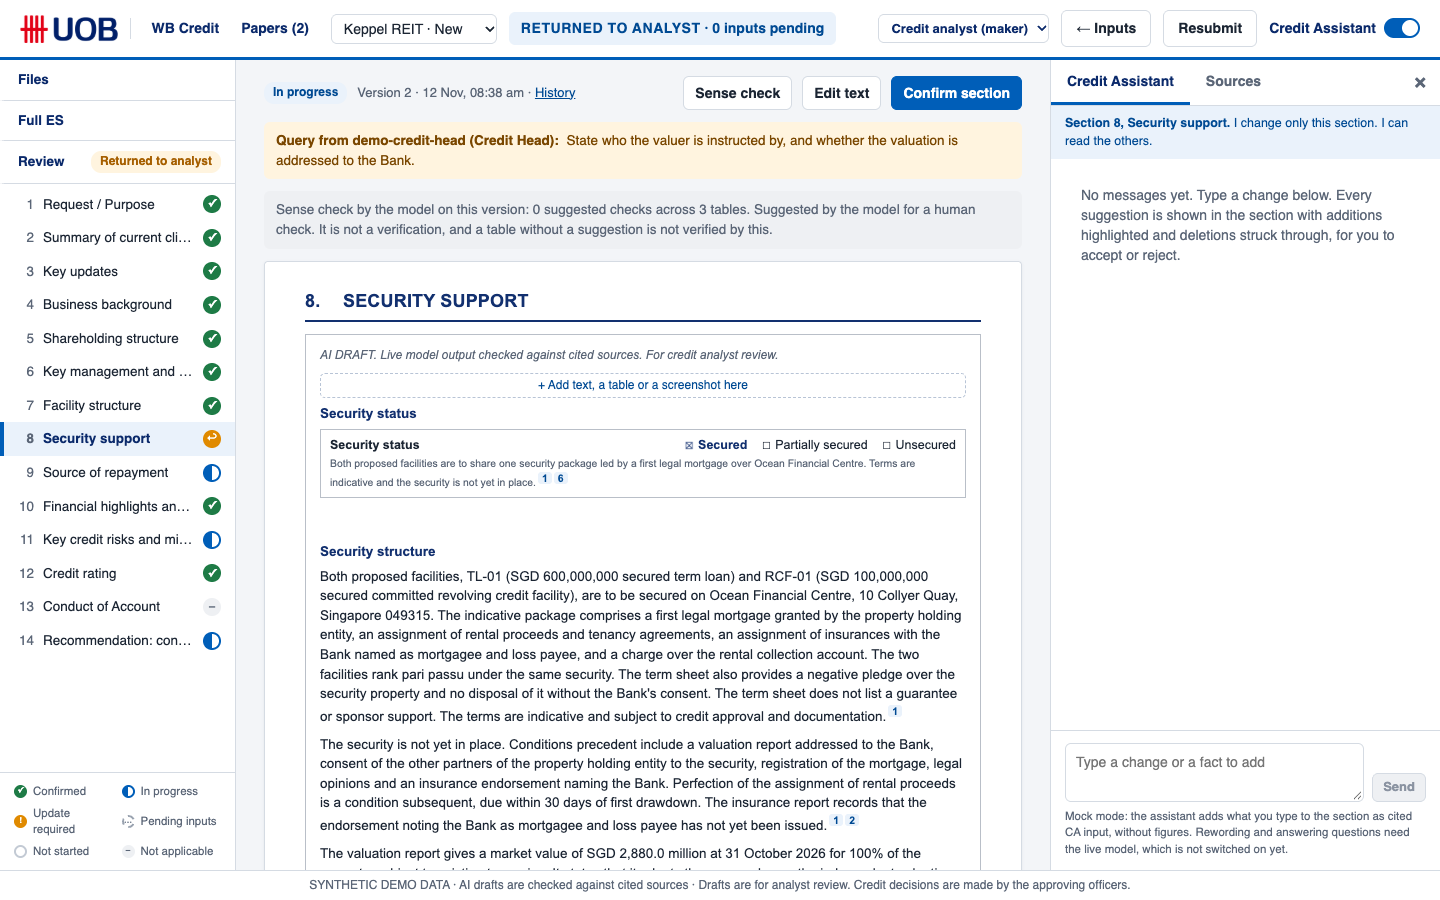 UOB
WB Credit
Papers (2)
Keppel REIT · New
RETURNED TO ANALYST · 0 inputs pending
Credit analyst (maker)
← Inputs
Resubmit
Credit Assistant
Files
Full ES
Review
Returned to analyst
1 Request / Purpose
2 Summary of current cli...
3 Key updates
4 Business background
5 Shareholding structure
6 Key management and ...
7 Facility structure
8 Security support
9 Source of repayment
10 Financial highlights an...
11 Key credit risks and mi...
12 Credit rating
13 Conduct of Account
14 Recommendation: con...
Confirmed
In progress
Update
required
Pending inputs
Not started
Not applicable
In progress
Version 2 · 12 Nov, 08:38 am · History
Sense check
Edit text
Confirm section
Query from demo-credit-head (Credit Head): State who the valuer is instructed by, and whether the valuation is
addressed to the Bank.
Sense check by the model on this version: 0 suggested checks across 3 tables. Suggested by the model for a human
check. It is not a verification, and a table without a suggestion is not verified by this.
8. SECURITY SUPPORT
AI DRAFT. Live model output checked against cited sources. For credit analyst review.
+ Add text, a table or a screenshot here
Security status
Security status
☒ Secured ☐ Partially secured ☐ Unsecured
Both proposed facilities are to share one security package led by a first legal mortgage over Ocean Financial Centre. Terms are
indicative and the security is not yet in place. 1 6
Security structure
Both proposed facilities, TL-01 (SGD 600,000,000 secured term loan) and RCF-01 (SGD 100,000,000
secured committed revolving credit facility), are to be secured on Ocean Financial Centre, 10 Collyer Quay,
Singapore 049315. The indicative package comprises a first legal mortgage granted by the property holding
entity, an assignment of rental proceeds and tenancy agreements, an assignment of insurances with the
Bank named as mortgagee and loss payee, and a charge over the rental collection account. The two
facilities rank pari passu under the same security. The term sheet also provides a negative pledge over the
security property and no disposal of it without the Bank's consent. The term sheet does not list a guarantee
or sponsor support. The terms are indicative and subject to credit approval and documentation. 1
The security is not yet in place. Conditions precedent include a valuation report addressed to the Bank,
consent of the other partners of the property holding entity to the security, registration of the mortgage, legal
opinions and an insurance endorsement naming the Bank. Perfection of the assignment of rental proceeds
is a condition subsequent, due within 30 days of first drawdown. The insurance report records that the
endorsement noting the Bank as mortgagee and loss payee has not yet been issued. 1 2
The valuation report gives a market value of SGD 2,880.0 million at 31 October 2026 for 100% of the
Credit Assistant
Sources
×
Section 8, Security support. I change only this section. I can
read the others.
No messages yet. Type a change below. Every
suggestion is shown in the section with additions
highlighted and deletions struck through, for you to
accept or reject.
Type a change or a fact to add
Send
Mock mode: the assistant adds what you type to the section as cited
CA input, without figures. Rewording and answering questions need
the live model, which is not switched on yet.
SYNTHETIC DEMO DATA · AI drafts are checked against cited sources · Drafts are for analyst review. Credit decisions are made by the approving officers.